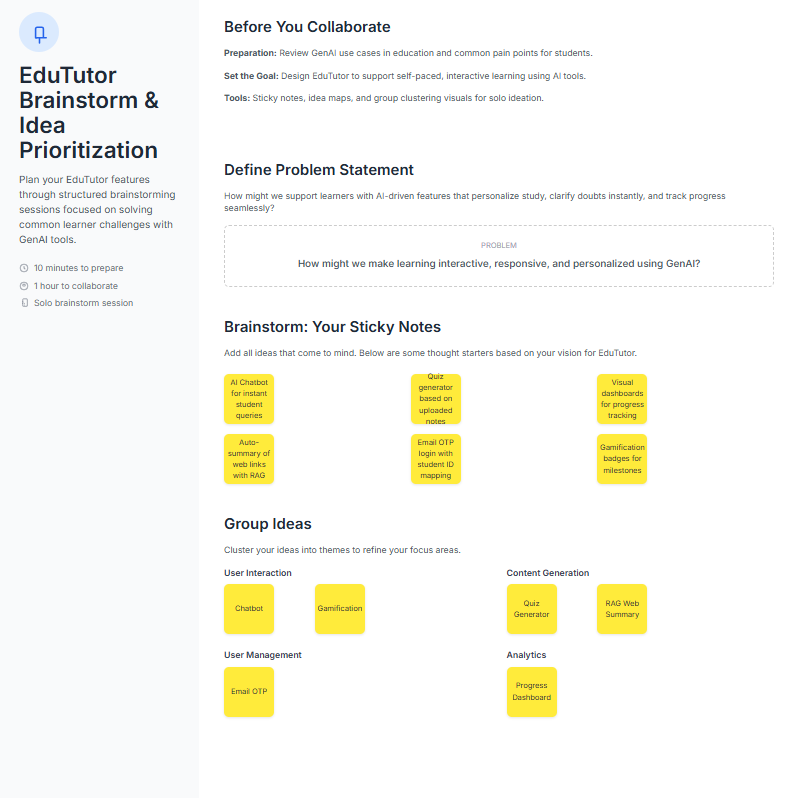 EduTutor
Brainstorm &
Idea
Prioritization
Plan your EduTutor features
through structured brainstorming
sessions focused on solving
common learner challenges with
GenAI tools.
10 minutes to prepare
1 hour to collaborate
Solo brainstorm session
Before You Collaborate
Preparation: Review GenAI use cases in education and common pain points for students.
Set the Goal: Design EduTutor to support self-paced, interactive learning using AI tools.
Tools: Sticky notes, idea maps, and group clustering visuals for solo ideation.
Define Problem Statement
How might we support learners with AI-driven features that personalize study, clarify doubts instantly, and track progress
seamlessly?
PROBLEM
How might we make learning interactive, responsive, and personalized using GenAI?
Brainstorm: Your Sticky Notes
Add all ideas that come to mind. Below are some thought starters based on your vision for EduTutor.
AI Chatbot
for instant
student
queries
Quiz
generator
based on
uploaded
notes
Visual
dashboards
for progress
tracking
Auto-
summary of
web links
with RAG
Email OTP
login with
student ID
mapping
Gamification
badges for
milestones
Group Ideas
Cluster your ideas into themes to refine your focus areas.
User Interaction
Chatbot
Gamification
Content Generation
Quiz
Generator
RAG Web
Summary
User Management
Email OTP
Analytics
Progress
Dashboard